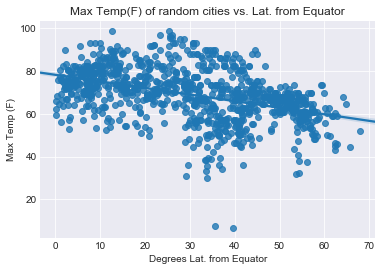 Max Temp(F) of random cities vs. Lat. from Equator
100
80
60
40
20
Max Temp (F)
0 10 20 30 40 50 60 70
Degrees Lat. from Equator